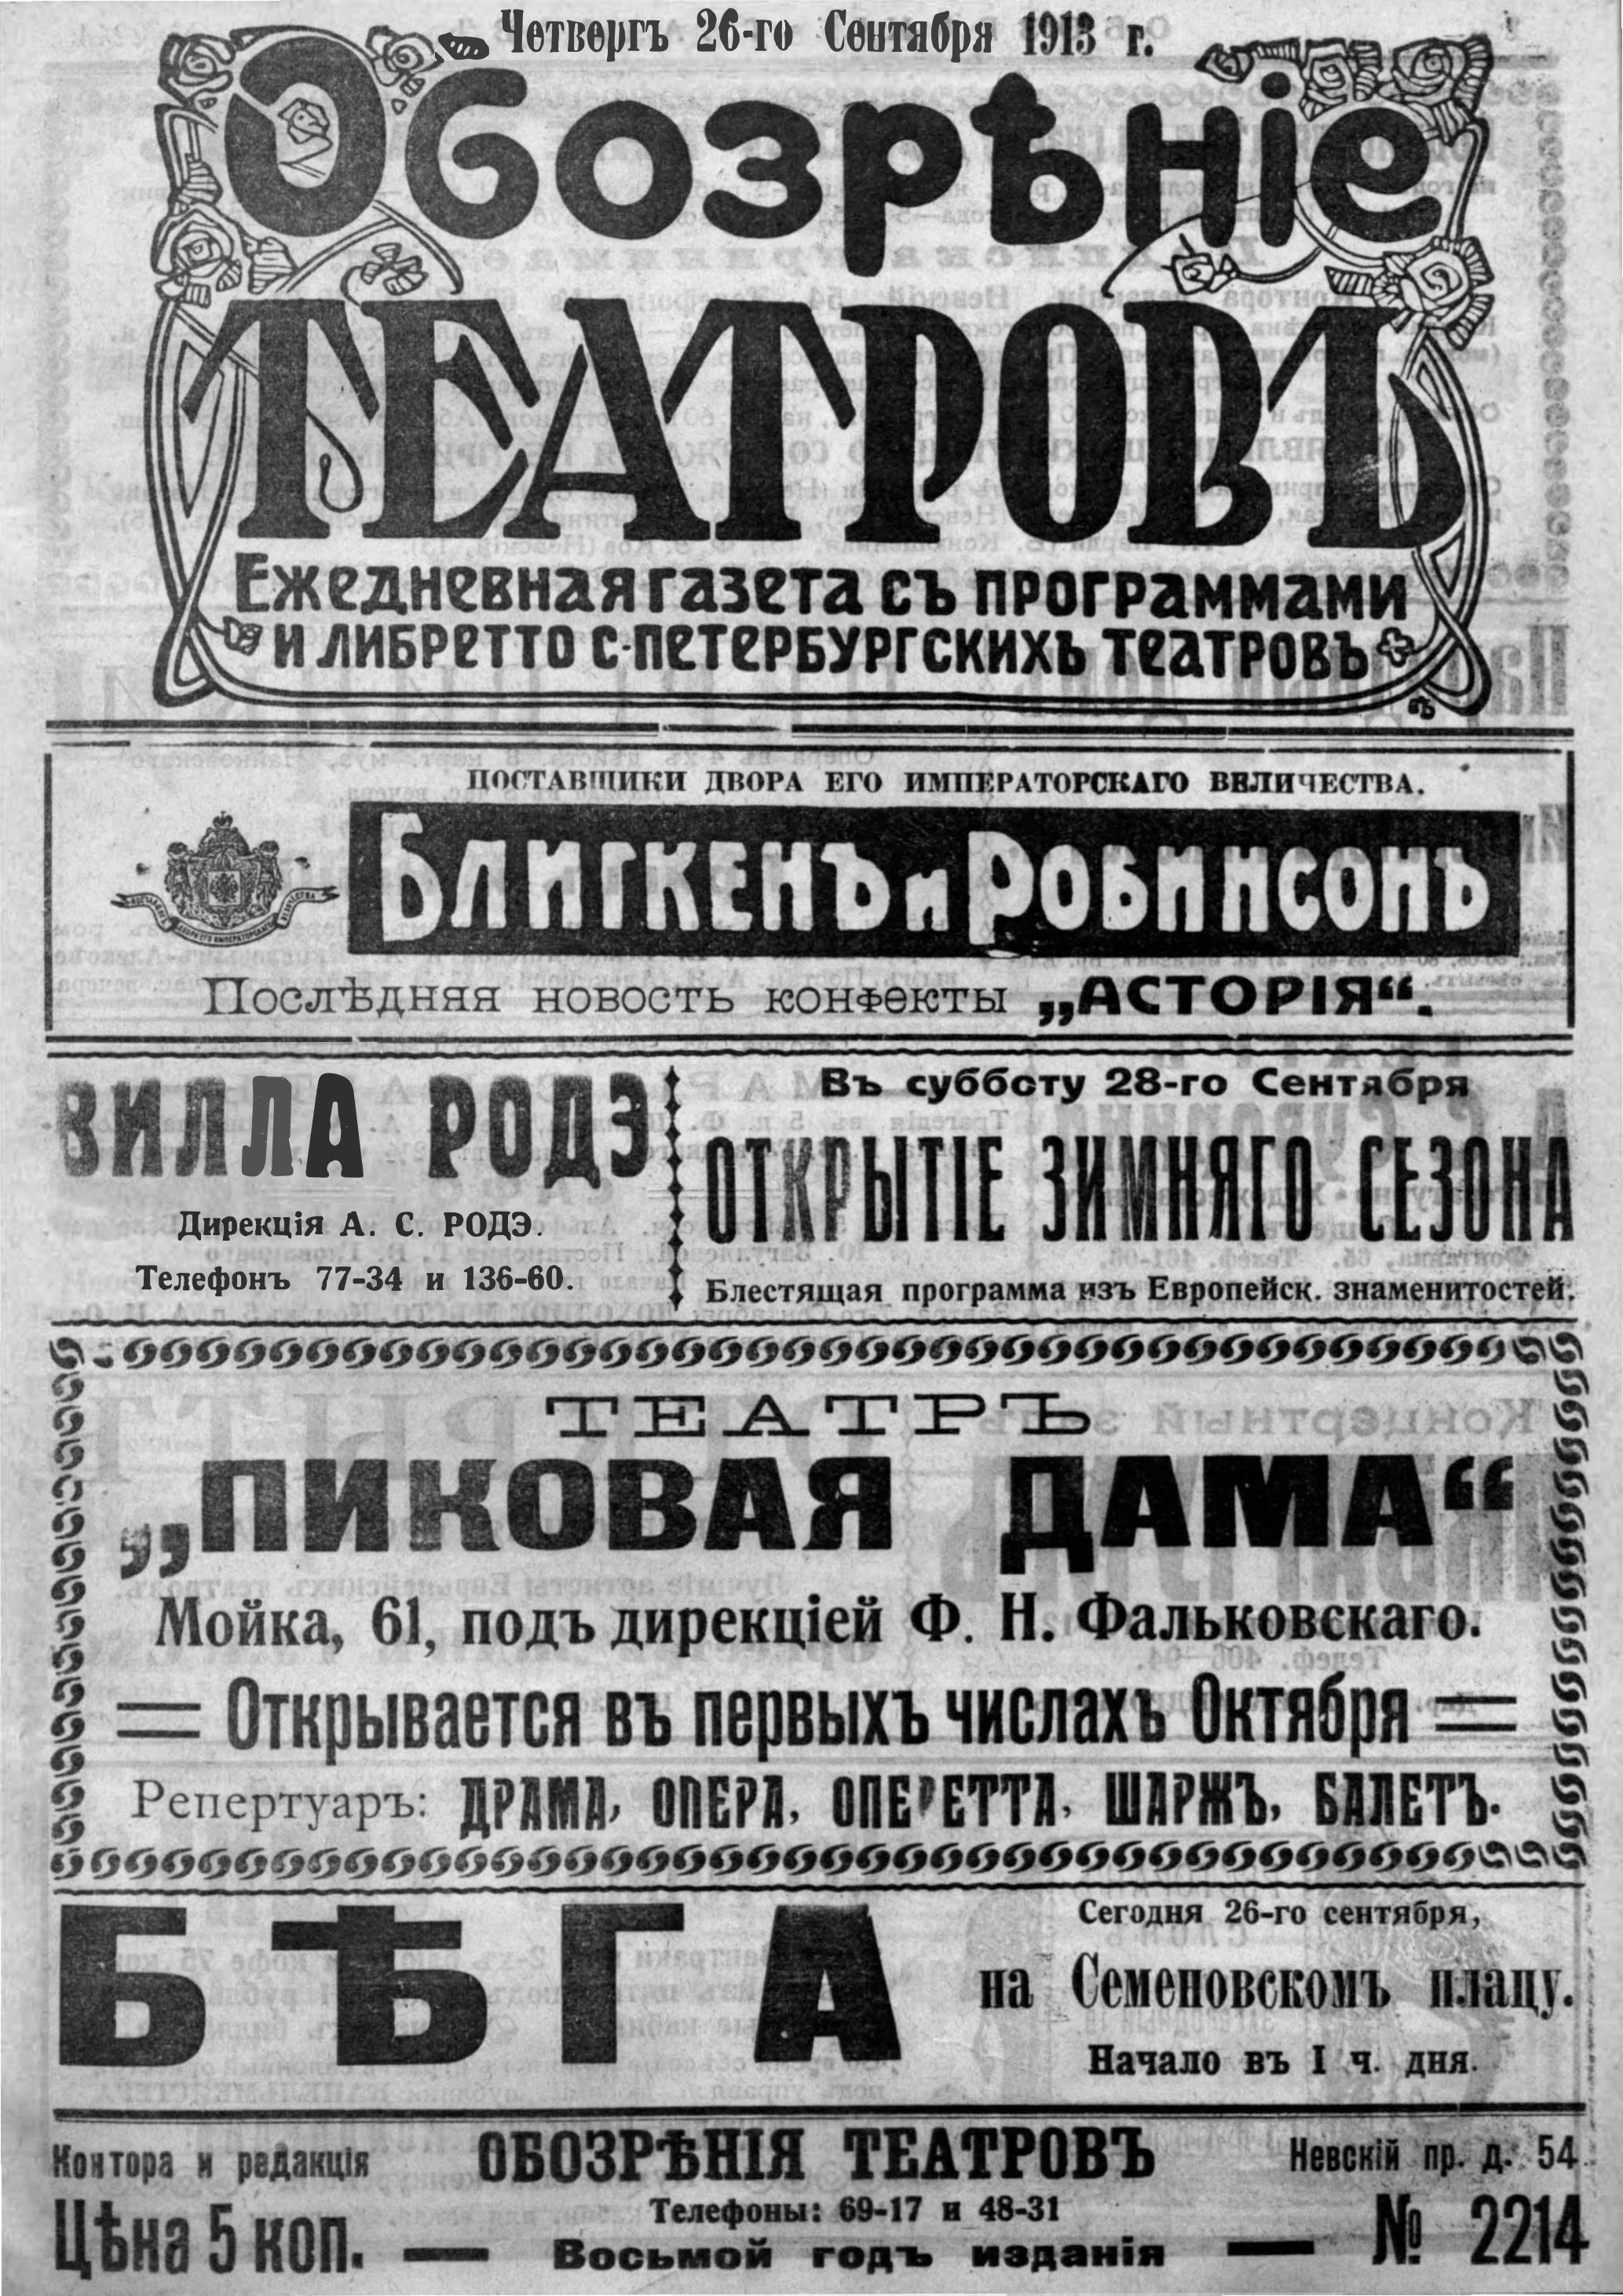 Четвергъ 26-го Сентября 1913 г.
Обозрѣніе
ТЕАТРОВЪ
Ежедневная газета съ программами
и либретто с-петербургскихъ театровъ
ПОСТАВЩИКИ ДВОРА ЕГО ИМПЕРАТОРСКАГО ВЕЛИЧЕСТВА.
Блигкенъ и Робинсонъ
Послѣдняя новость конфекты „АСТОРІЯ“.
ВИЛЛА РОДЭ
Дирекція А. С. РОДЭ.
Телефонъ 77-34 и 136-60.
Въ субботу 28-го Сентября
ОТКРЫТІЕ ЗИМНЯГО СЕЗОНА
Блестящая программа изъ Европейск. знаменитостей.
ТЕАТРЪ
„ПИКОВАЯ ДАМА“
Мойка, 61, подъ дирекціей Ф. Н. Фальковскаго.
Открывается въ первыхъ числахъ Октября
Репертуаръ: ДРАМА, ОПЕРА, ОПЕРЕТТА, ШАРЖЪ, БАЛЕТЪ.
БѢГА
Сегодня 26-го сентября,
на Семеновскомъ плацу.
Начало въ 1 ч. дня.
Контора и редакція ОБОЗРѢНІЯ ТЕАТРОВЪ Невскій пр. д. 54
Телефоны: 69-17 и 48-31
Цѣна 5 коп. — Восьмой годъ изданія — № 2214